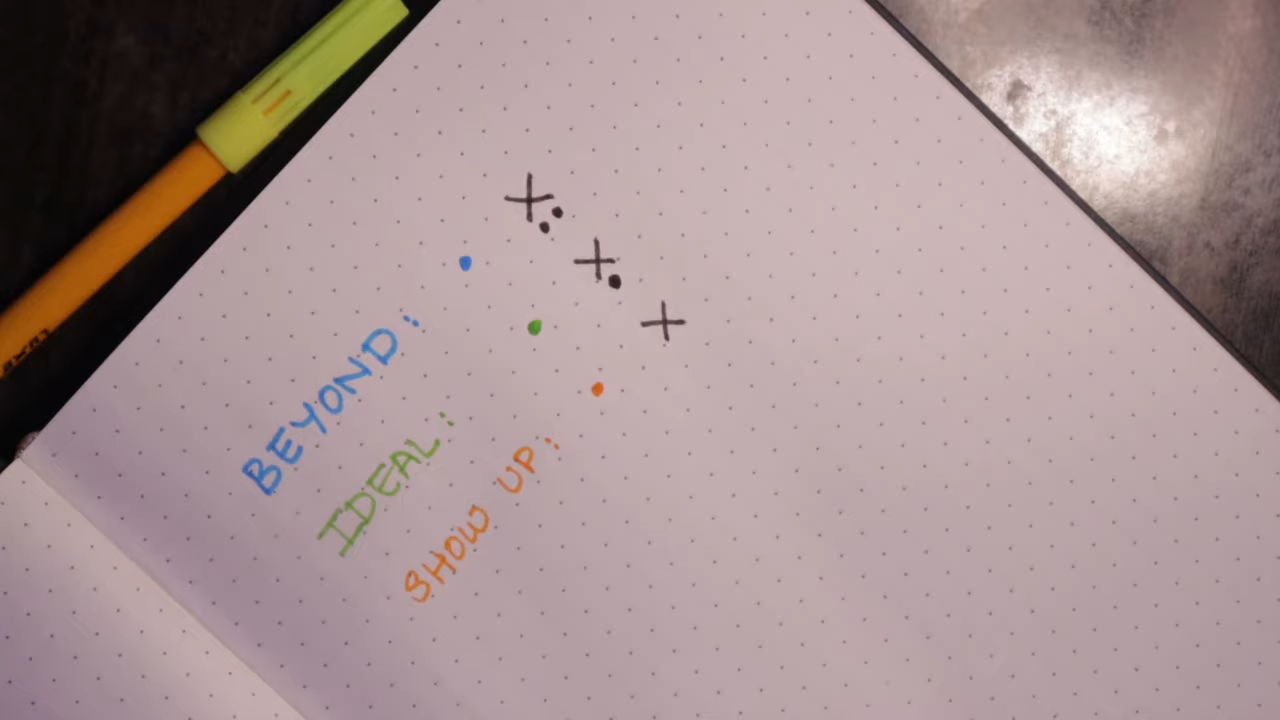 BEYOND: • X:
IDEAL: • X.
SHOW UP: • X